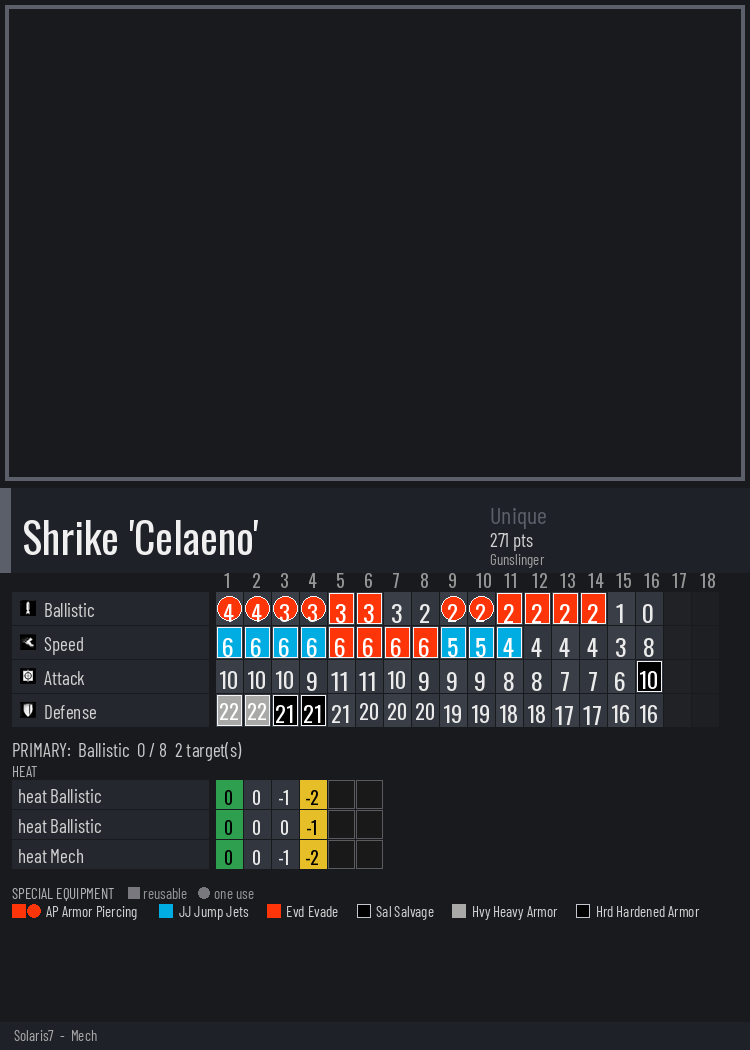 Shrike 'Celaeno'
Unique
271 pts
Gunslinger
1 2 3 4 5 6 7 8 9 10 11 12 13 14 15 16 17 18
Ballistic 4 4 3 3 3 3 3 2 2 2 2 2 2 2 1 0
Speed 6 6 6 6 6 6 6 6 5 5 4 4 4 4 3 8
Attack 10 10 10 9 11 11 10 9 9 9 8 8 7 7 6 10
Defense 22 22 21 21 21 20 20 20 19 19 18 18 17 17 16 16
PRIMARY: Ballistic 0 / 8 2 target(s)
HEAT
heat Ballistic 0 0 -1 -2
heat Ballistic 0 0 0 -1
heat Mech 0 0 -1 -2
SPECIAL EQUIPMENT reusable one use
AP Armor Piercing JJ Jump Jets Evd Evade Sal Salvage Hvy Heavy Armor Hrd Hardened Armor
Solaris7 - Mech